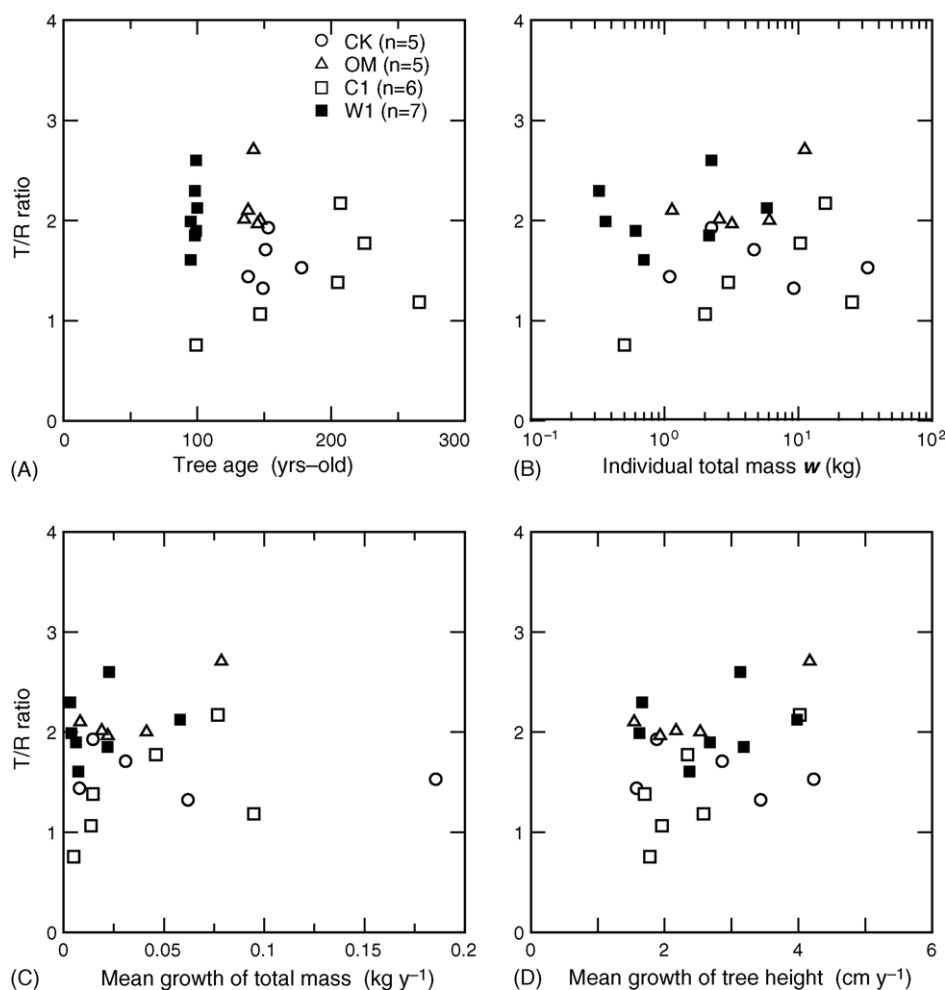 4
3
2
1
0
T/R ratio
CK (n=5)
OM (n=5)
C1 (n=6)
W1 (n=7)
0 100 200 300
(A) Tree age (yrs–old)
4
3
2
1
0
10⁻¹ 10⁰ 10¹ 10²
(B) Individual total mass w (kg)
4
3
2
1
0
T/R ratio
0 0.05 0.1 0.15 0.2
(C) Mean growth of total mass (kg y⁻¹)
4
3
2
1
0
0 2 4 6
(D) Mean growth of tree height (cm y⁻¹)